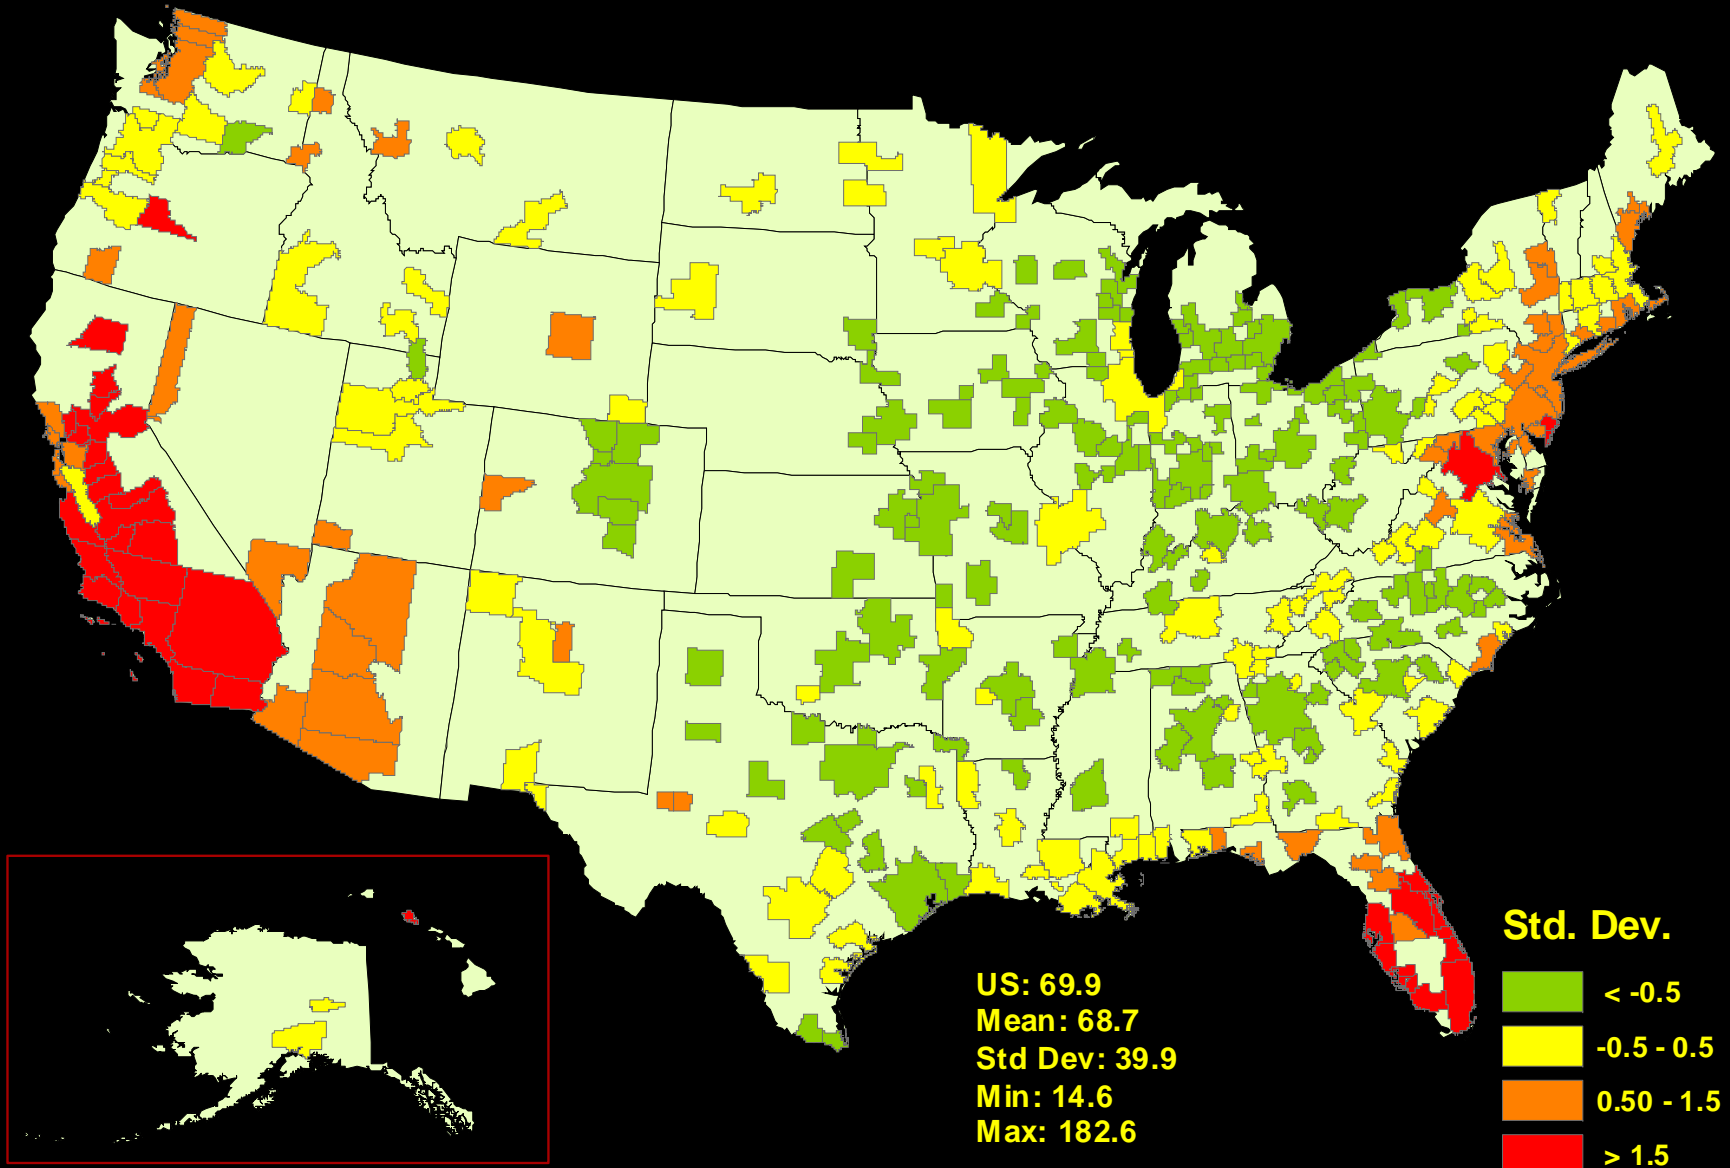 US: 69.9
Mean: 68.7
Std Dev: 39.9
Min: 14.6
Max: 182.6
Std. Dev.
< -0.5
-0.5 - 0.5
0.50 - 1.5
> 1.5